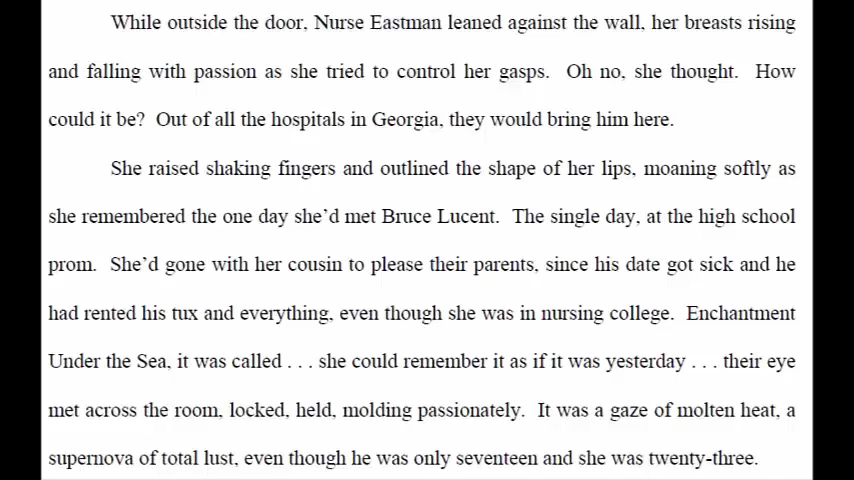 While outside the door, Nurse Eastman leaned against the wall, her breasts rising
and falling with passion as she tried to control her gasps.  Oh no, she thought.  How
could it be?  Out of all the hospitals in Georgia, they would bring him here.
She raised shaking fingers and outlined the shape of her lips, moaning softly as
she remembered the one day she’d met Bruce Lucent.  The single day, at the high school
prom.  She’d gone with her cousin to please their parents, since his date got sick and he
had rented his tux and everything, even though she was in nursing college.  Enchantment
Under the Sea, it was called . . . she could remember it as if it was yesterday . . . their eye
met across the room, locked, held, molding passionately.  It was a gaze of molten heat, a
supernova of total lust, even though he was only seventeen and she was twenty-three.